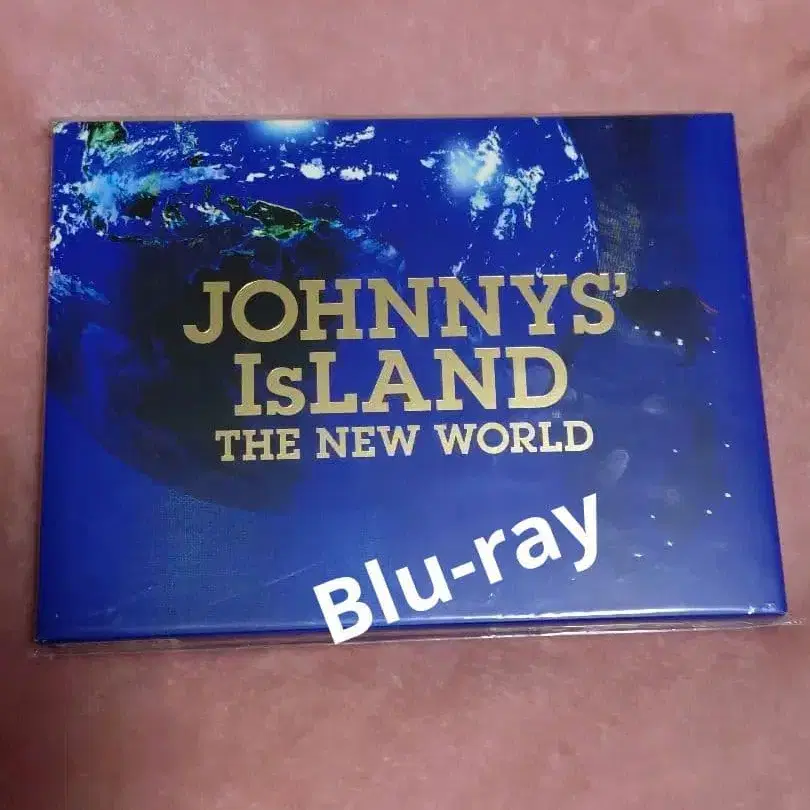 JOHNNYS'
IsLAND
THE NEW WORLD
Blu-ray